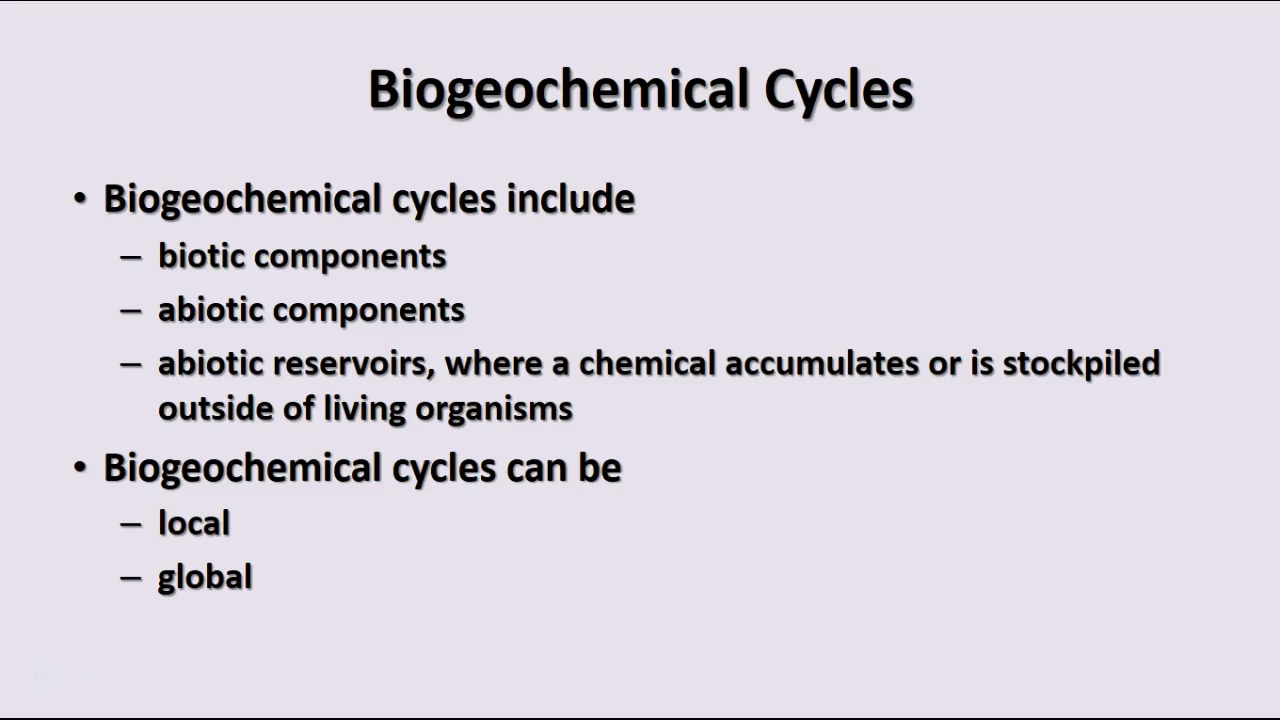 Biogeochemical Cycles
• Biogeochemical cycles include
– biotic components
– abiotic components
– abiotic reservoirs, where a chemical accumulates or is stockpiled
outside of living organisms
• Biogeochemical cycles can be
– local
– global